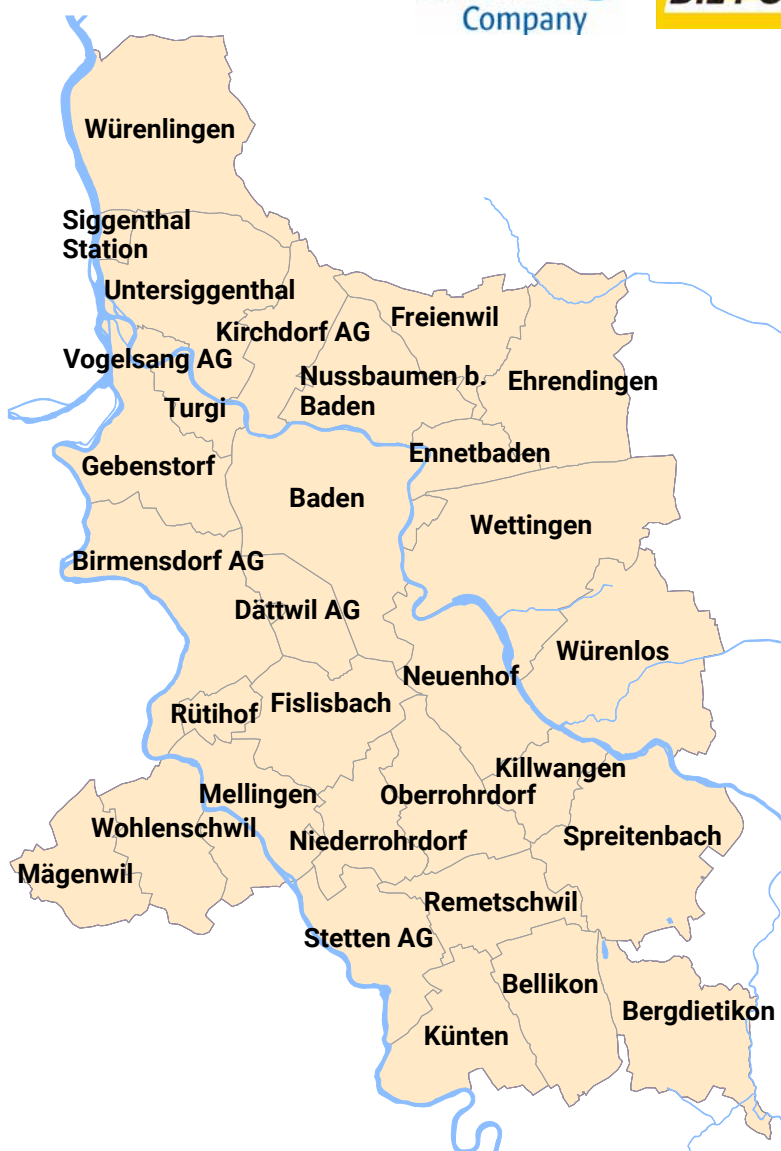 Company
Würenlingen
Siggenthal
Station
Untersiggenthal
Freienwil
Kirchdorf AG
Vogelsang AG
Nussbaumen b.
Baden
Ehrendingen
Turgi
Ennetbaden
Gebenstorf
Baden
Wettingen
Birmensdorf AG
Dättwil AG
Würenlos
Neuenhof
Fislisbach
Rütihof
Killwangen
Mellingen
Oberrohrdorf
Wohlenschwil
Spreitenbach
Niederrohrdorf
Mägenwil
Remetschwil
Stetten AG
Bellikon
Bergdietikon
Künten